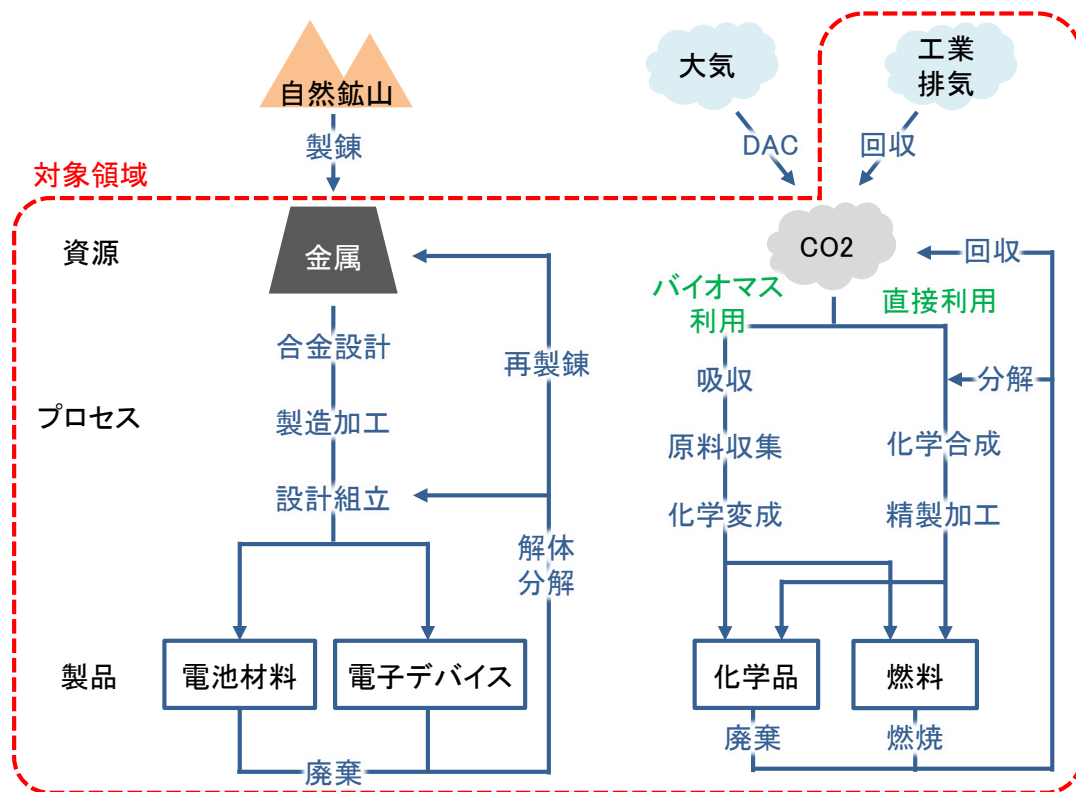 自然鉱山
大気
工業
排気
製錬
DAC
回収
対象領域
資源
金属
CO2
回収
バイオマス
利用
直接利用
合金設計
再製錬
吸収
分解
プロセス
製造加工
原料収集
化学合成
設計組立
化学変成
精製加工
解体
分解
製品
電池材料
電子デバイス
化学品
燃料
廃棄
廃棄
燃焼